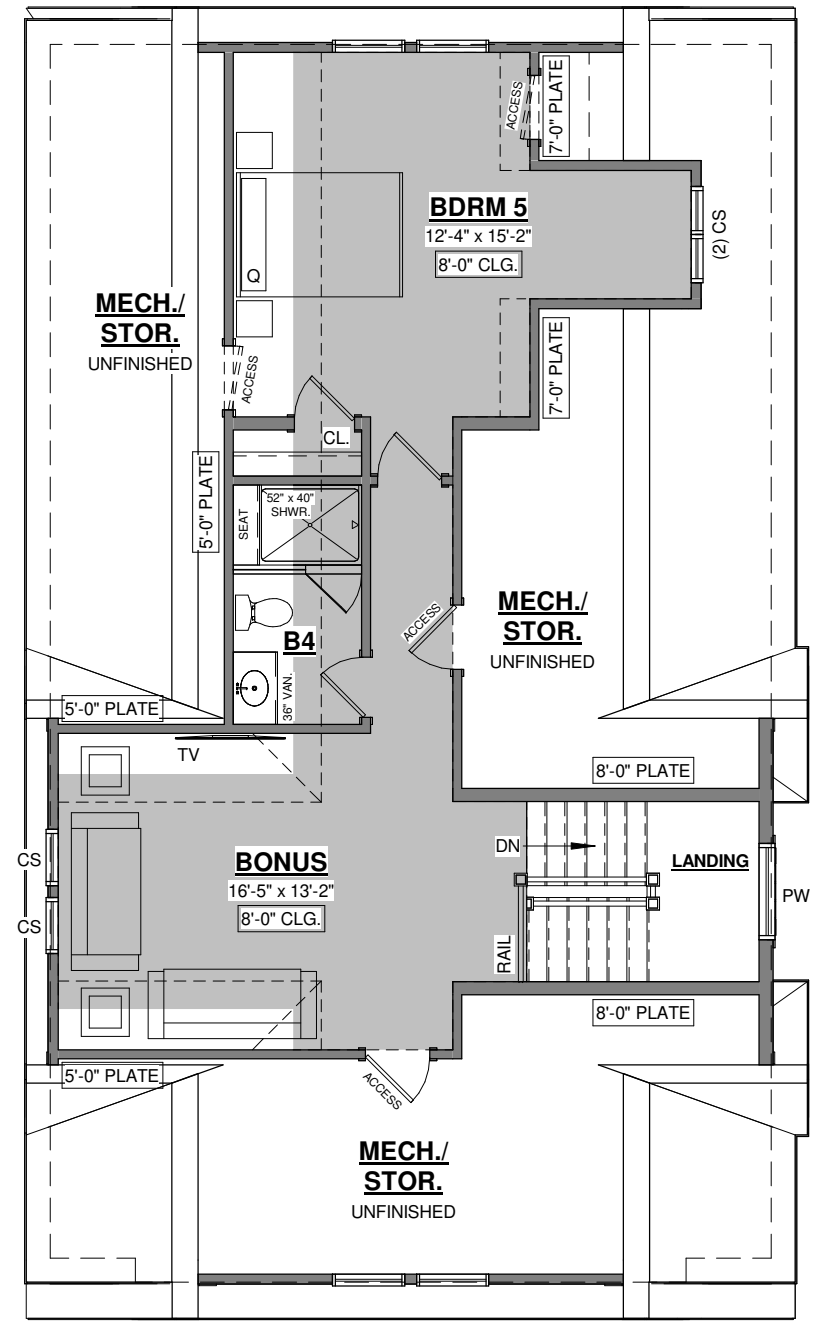 ACCESS
7'-0" PLATE
BDRM 5
12'-4" x 15'-2"
8'-0" CLG.
(2) CS
Q
MECH./
STOR.
UNFINISHED
ACCESS
7'-0" PLATE
CL.
5'-0" PLATE
52" x 40"
SHWR.
SEAT
MECH./
STOR.
UNFINISHED
ACCESS
B4
36" VAN.
5'-0" PLATE
TV
8'-0" PLATE
DN
LANDING
CS
BONUS
16'-5" x 13'-2"
8'-0" CLG.
CS
PW
RAIL
8'-0" PLATE
5'-0" PLATE
ACCESS
MECH./
STOR.
UNFINISHED